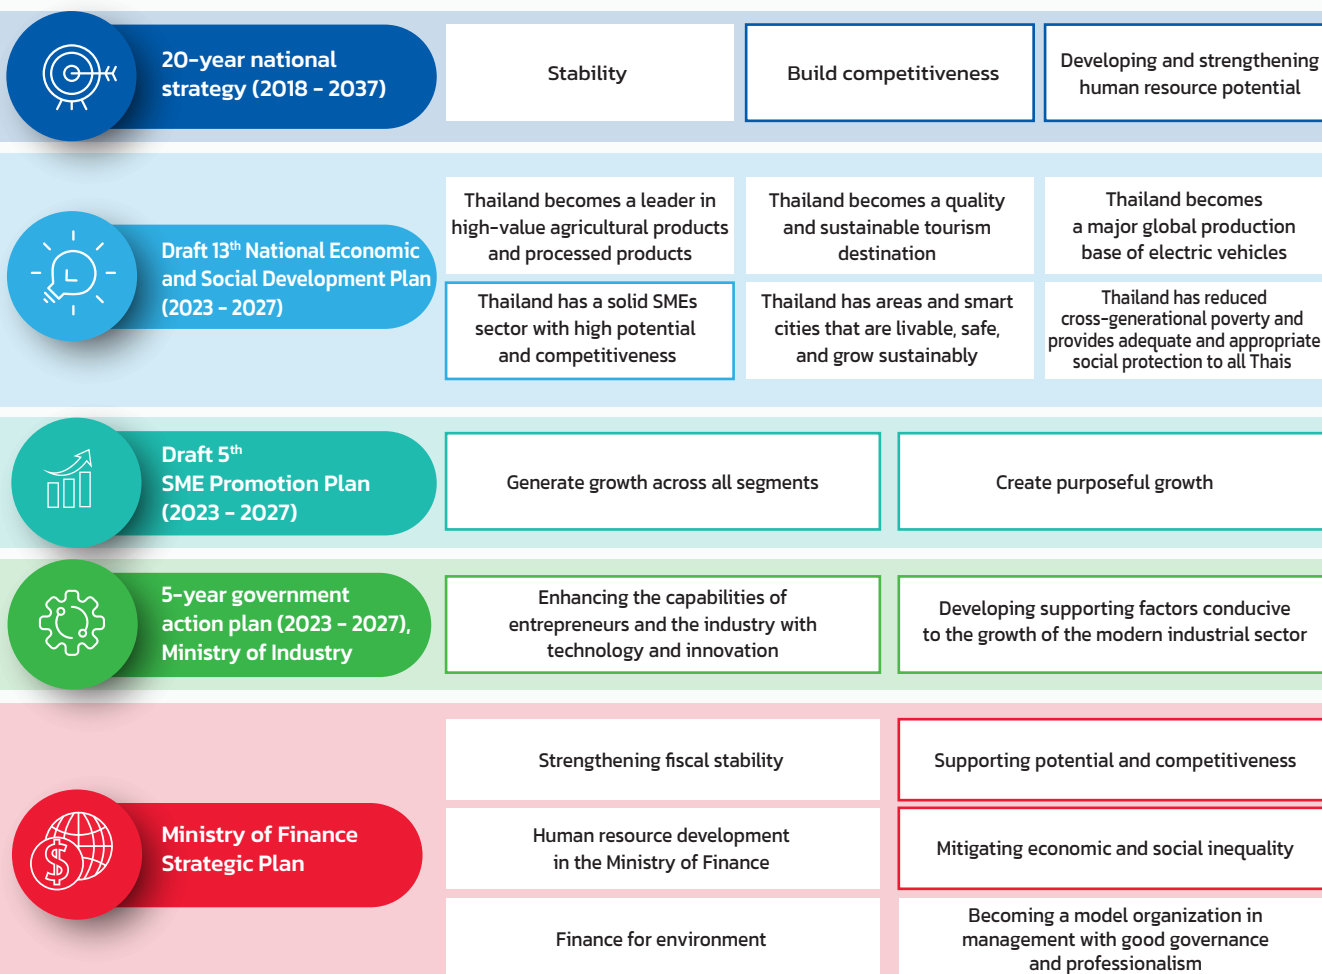 20-year national
strategy (2018 - 2037)
Stability
Build competitiveness
Developing and strengthening
human resource potential
Draft 13th National Economic
and Social Development Plan
(2023 - 2027)
Thailand becomes a leader in
high-value agricultural products
and processed products
Thailand becomes a quality
and sustainable tourism
destination
Thailand becomes
a major global production
base of electric vehicles
Thailand has a solid SMEs
sector with high potential
and competitiveness
Thailand has areas and smart
cities that are livable, safe,
and grow sustainably
Thailand has reduced
cross-generational poverty and
provides adequate and appropriate
social protection to all Thais
Draft 5th
SME Promotion Plan
(2023 - 2027)
Generate growth across all segments
Create purposeful growth
5-year government
action plan (2023 - 2027),
Ministry of Industry
Enhancing the capabilities of
entrepreneurs and the industry with
technology and innovation
Developing supporting factors conducive
to the growth of the modern industrial sector
Ministry of Finance
Strategic Plan
Strengthening fiscal stability
Supporting potential and competitiveness
Human resource development
in the Ministry of Finance
Mitigating economic and social inequality
Finance for environment
Becoming a model organization in
management with good governance
and professionalism
$